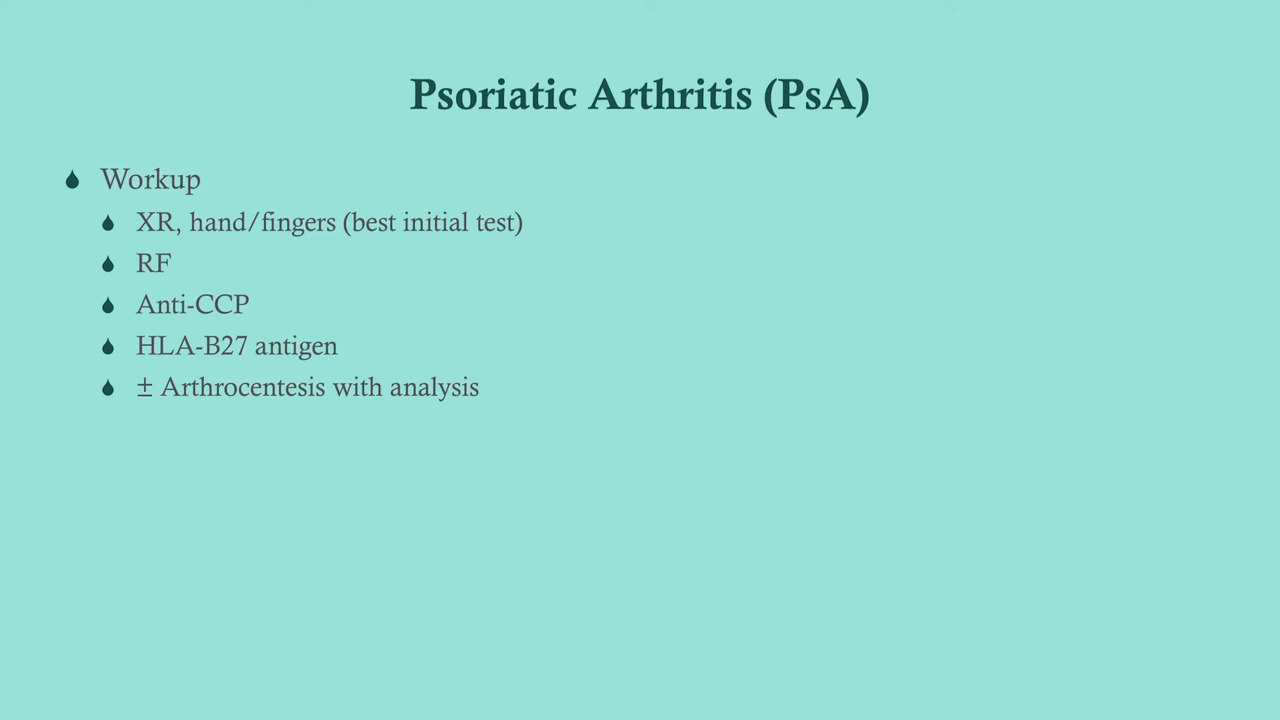 Psoriatic Arthritis (PsA)
Workup
XR, hand/fingers (best initial test)
RF
Anti-CCP
HLA-B27 antigen
± Arthrocentesis with analysis